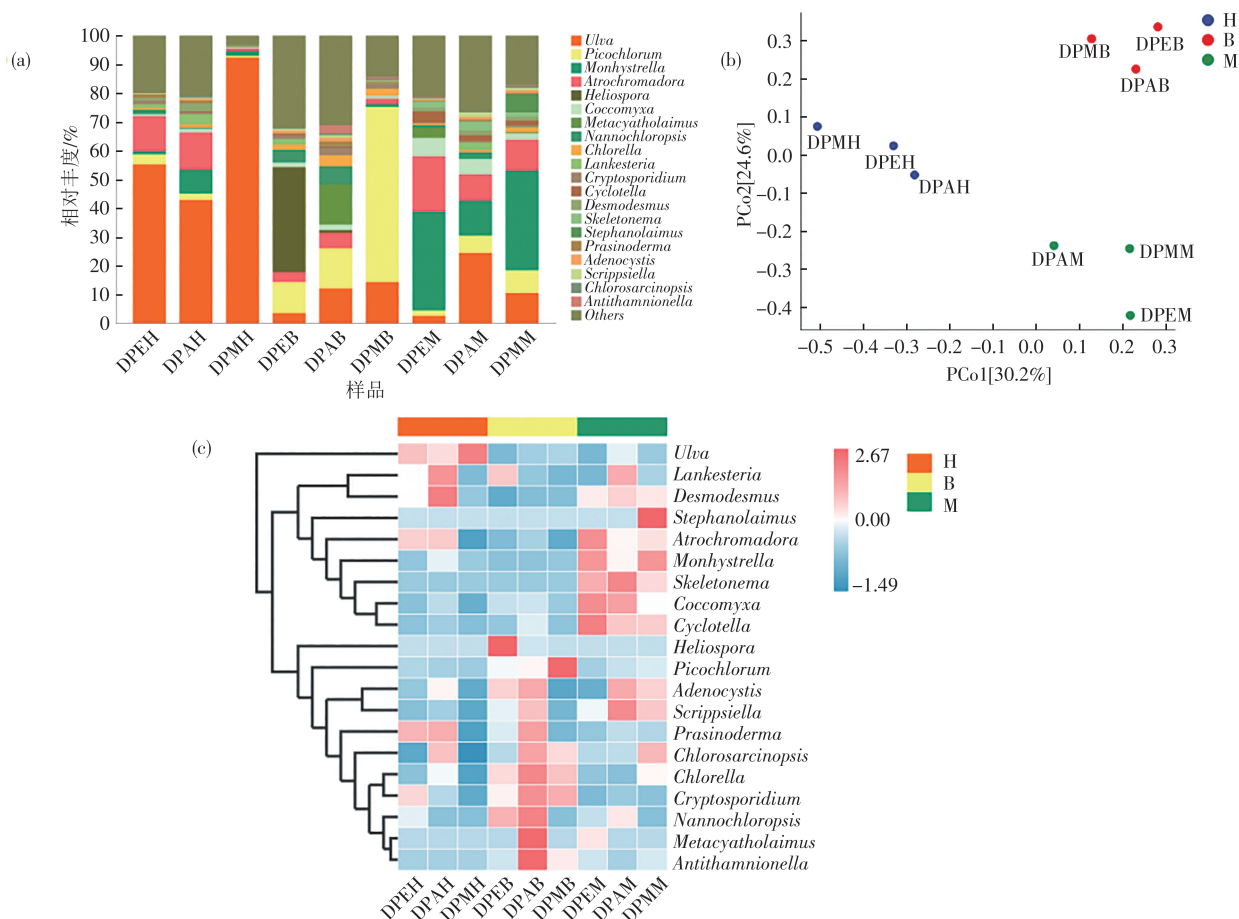 (a)
相对丰度/%
100
90
80
70
60
50
40
30
20
10
0
DPEH
DPAH
DPMH
DPEB
DPAB
DPMB
DPEM
DPAM
DPMM
样品
Ulva
Picochlorum
Monhystrella
Atrochromadora
Heliospora
Coccomyxa
Metacyatholaimus
Nannochloropsis
Chlorella
Lankesteria
Cryptosporidium
Cyclotella
Desmodesmus
Skeletonema
Stephanolaimus
Prasinoderma
Adenocystis
Scrippsiella
Chlorosarcinopsis
Antithamnionella
Others
(b)
PCo2[24.6%]
0.3
0.2
0.1
0.0
−0.1
−0.2
−0.3
−0.4
DPMB
DPEB
DPAB
DPMH
DPEH
DPAH
DPAM
DPMM
DPEM
−0.5
−0.4
−0.3
−0.2
−0.1
0.0
0.1
0.2
0.3
PCo1[30.2%]
H
B
M
(c)
Ulva
Lankesteria
Desmodesmus
Stephanolaimus
Atrochromadora
Monhystrella
Skeletonema
Coccomyxa
Cyclotella
Heliospora
Picochlorum
Adenocystis
Scrippsiella
Prasinoderma
Chlorosarcinopsis
Chlorella
Cryptosporidium
Nannochloropsis
Metacyatholaimus
Antithamnionella
DPEH
DPAH
DPMH
DPEB
DPAB
DPMB
DPEM
DPAM
DPMM
2.67
0.00
−1.49
H
B
M